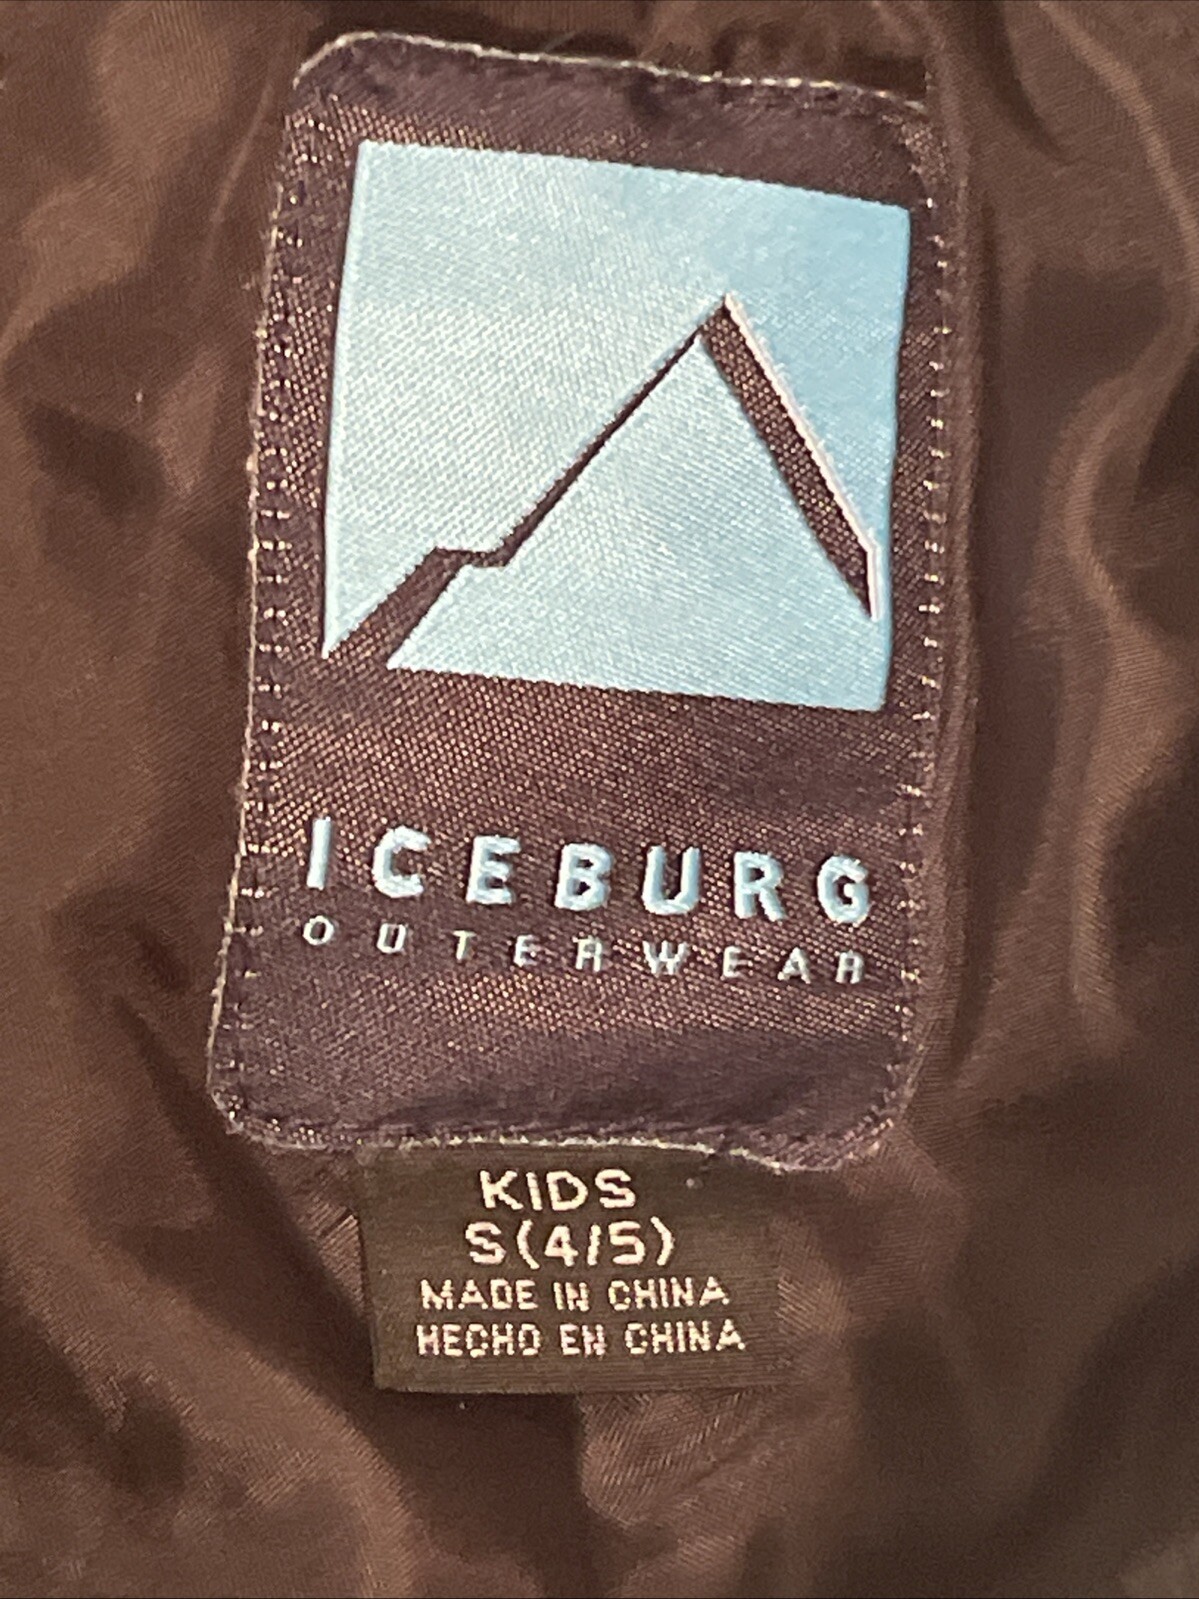 ICEBURG
OUTERWEAR
KIDS
S(4/5)
MADE IN CHINA
HECHO EN CHINA